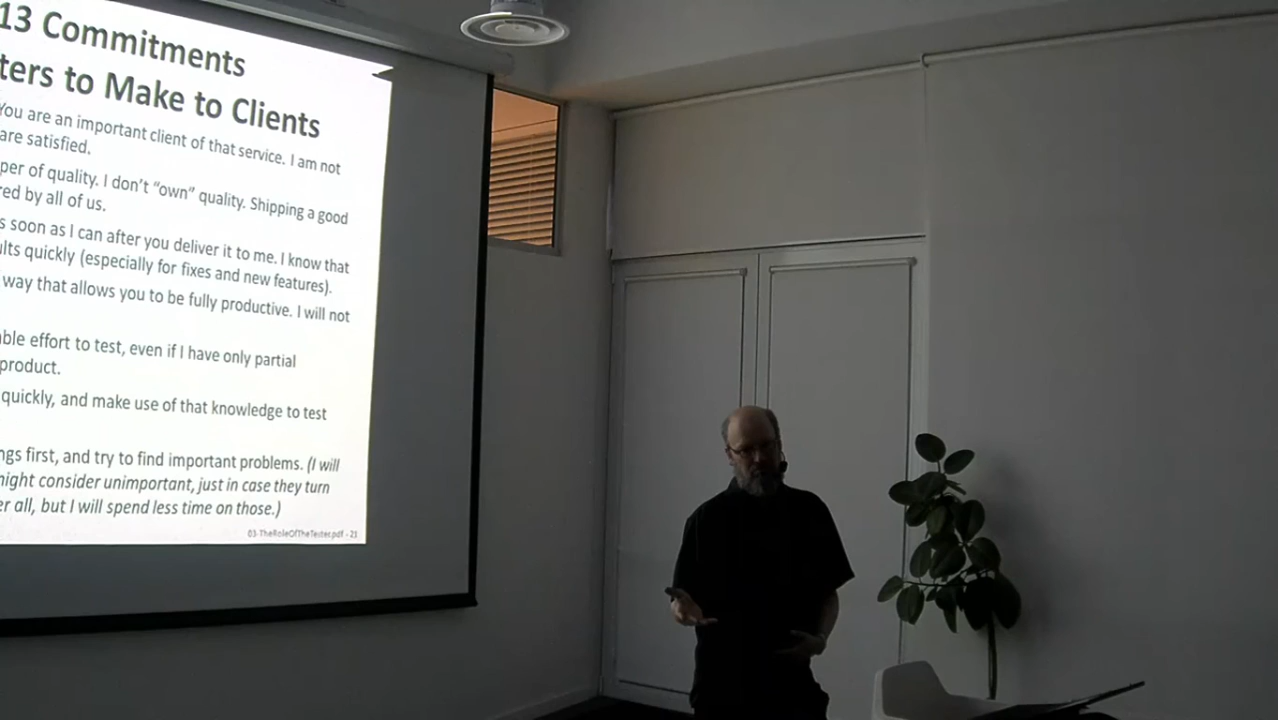 13 Commitments
ters to Make to Clients
You are an important client of that service. I am not
are satisfied.
per of quality. I don't "own" quality. Shipping a good
red by all of us.
s soon as I can after you deliver it to me. I know that
ults quickly (especially for fixes and new features).
way that allows you to be fully productive. I will not
ble effort to test, even if I have only partial
product.
quickly, and make use of that knowledge to test
ngs first, and try to find important problems. (I will
might consider unimportant, just in case they turn
er all, but I will spend less time on those.)
03-TheRoleOfTheTester.pdf - 21